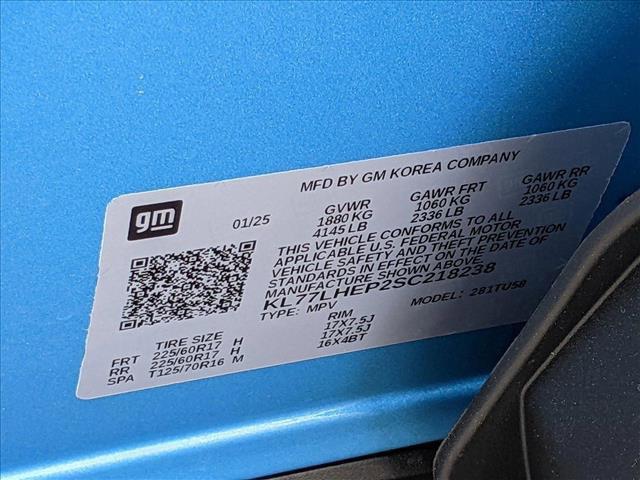 MFD BY GM KOREA COMPANY
gm
01/25
GVWR GAWR FRT GAWR RR
1880 KG 1060 KG 1060 KG
4145 LB 2336 LB 2336 LB
THIS VEHICLE CONFORMS TO ALL
APPLICABLE U.S. FEDERAL MOTOR
VEHICLE SAFETY AND THEFT PREVENTION
STANDARDS IN EFFECT ON THE DATE OF
MANUFACTURE SHOWN ABOVE.
KL77LHEP2SC218238
TYPE: MPV MODEL: 281TU58
TIRE SIZE RIM
FRT 225/60R17 H 17X7.5J
RR 225/60R17 H 17X7.5J
SPA T125/70R16 M 16X4BT